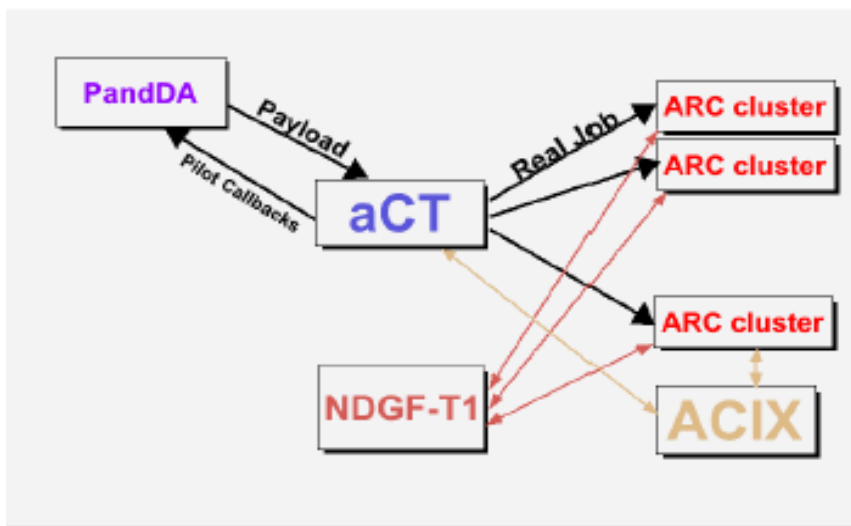 PandDA
Payload
Pilot Callbacks
aCT
Real Job
ARC cluster
ARC cluster
ARC cluster
NDGF-T1
ACIX